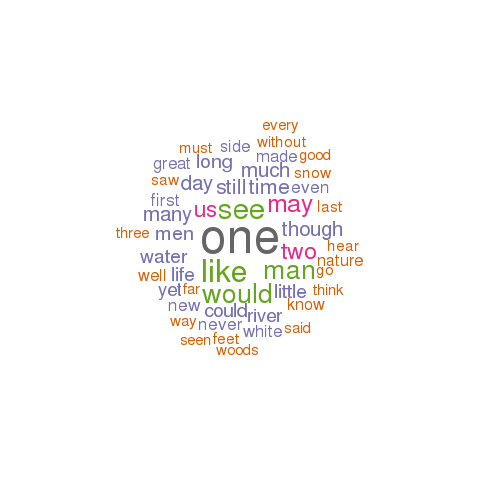 every
must side without
great long made good
saw day much snow
first still time even
many us see may last
three men one though
water two hear
well life like man go nature
yet far would little think
new could river know
way never white said
seen feet
woods